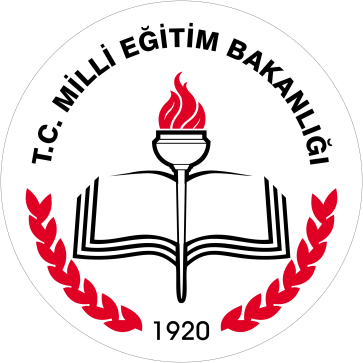 T.C. MİLLİ EĞİTİM BAKANLIĞI
1920